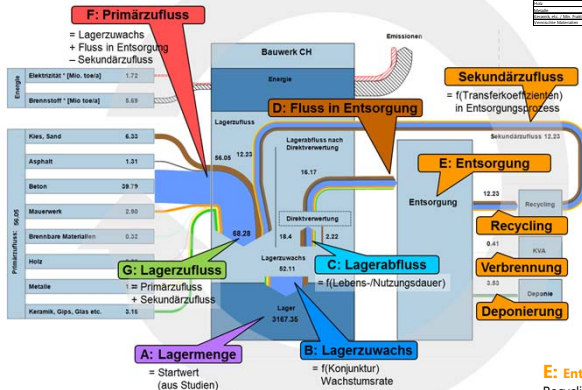 F: Primärzufluss
= Lagerzuwachs
+ Fluss in Entsorgung
– Sekundärzufluss
Emissionen
Bauwerk CH
Energie
Energie
Elektrizität * [Mio. toe/a] 1.72
Brennstoff * [Mio toe/a] 5.69
Sekundärzufluss
= f(Transferkoeffizienten)
in Entsorgungsprozess
D: Fluss in Entsorgung
Lagerzufluss
56.05 12.23
Lagerabfluss nach
Direktverwertung
16.17
Sekundärzufluss 12.23
Primärzufluss: 56.05
Kies, Sand 6.33
Asphalt 1.31
Beton 39.79
Mauerwerk 2.90
Brennbare Materialien 0.32
Holz
Metalle
Keramik, Gips, Glas etc. 3.16
E: Entsorgung
Entsorgung
12.23
Recycling
Recycling
0.41
KVA
Verbrennung
3.53
Deponie
Deponierung
Direktverwertung
68.28
18.4 2.22
G: Lagerzufluss
= Primärzufluss
+ Sekundärzufluss
Lagerzuwachs
52.11
C: Lagerabfluss
= f(Lebens-/Nutzungsdauer)
Lager
3167.35
A: Lagermenge
= Startwert
(aus Studien)
B: Lagerzuwachs
= f(Konjunktur)
Wachstumsrate
E: Ent